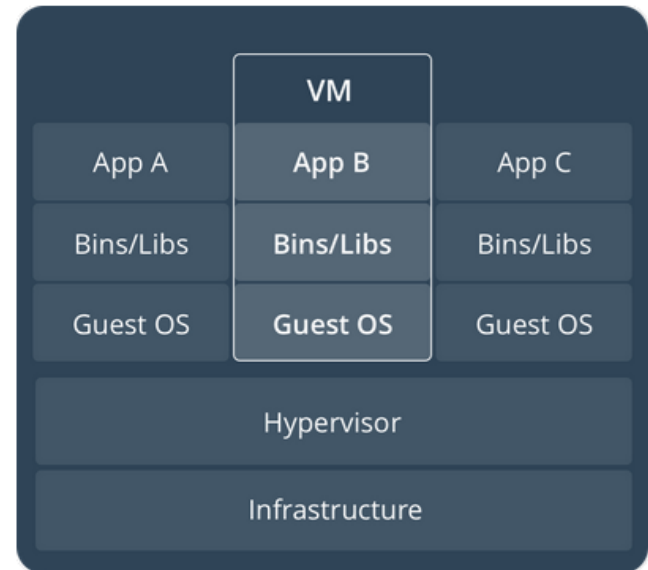 VM
App A
App B
App C
Bins/Libs
Bins/Libs
Bins/Libs
Guest OS
Guest OS
Guest OS
Hypervisor
Infrastructure